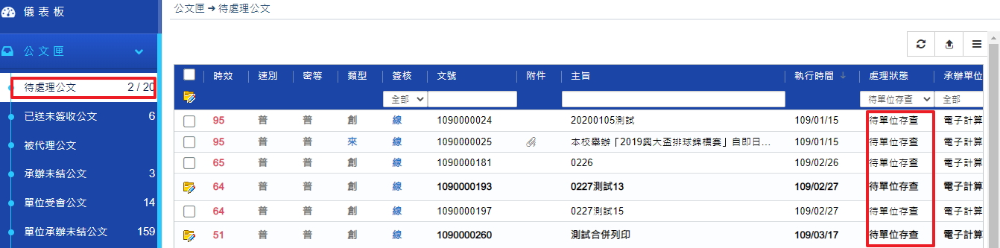 儀表板
公文匣
待處理公文 2 / 20
已送未簽收公文 6
被代理公文
承辦未結公文 3
單位受會公文 14
單位承辦未結公文 159
公文匣 ➔ 待處理公文
時效 速別 密等 類型 簽核 文號 附件 主旨 執行時間 ↓ 處理狀態 承辦單位
全部 待單位存查 全部
95 普 普 創 線 1090000024 20200105測試 109/01/15 待單位存查 電子計算
95 普 普 來 線 1090000025 本校舉辦「2019興大盃排球錦標賽」自即日... 109/01/15 待單位存查 電子計算
65 普 普 創 線 1090000181 0226 109/02/26 待單位存查 電子計算
64 普 普 創 線 1090000193 0227測試13 109/02/27 待單位存查 電子計算
64 普 普 創 線 1090000197 0227測試15 109/02/27 待單位存查 電子計算
51 普 普 創 線 1090000260 測試合併列印 109/03/17 待單位存查 電子計算